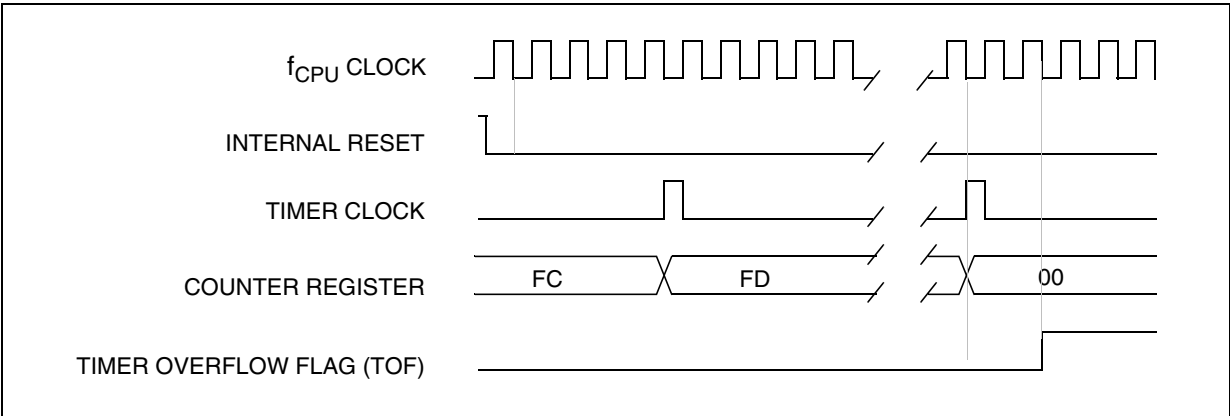 fCPU CLOCK
INTERNAL RESET
TIMER CLOCK
COUNTER REGISTER FC FD 00
TIMER OVERFLOW FLAG (TOF)